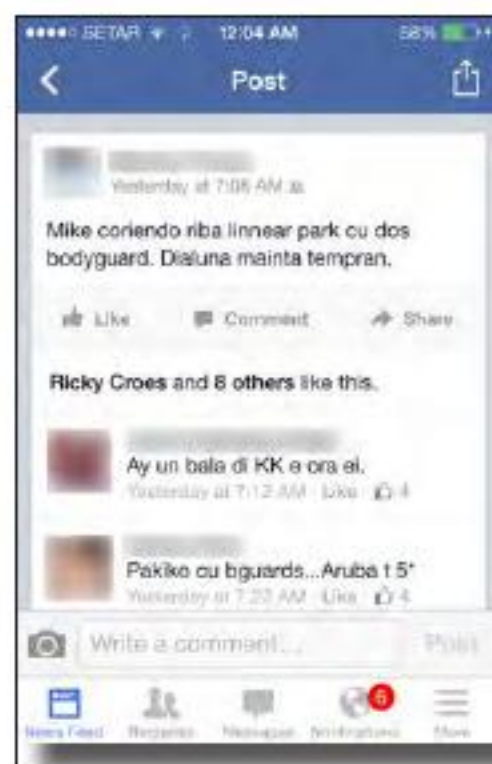 SETAR 12:04 AM 58%
Post
Yesterday at 7:08 AM
Mike coriendo riba linnear park cu dos
bodyguard. Dialuna mainta tempran.
Like Comment Share
Ricky Croes and 8 others like this.
Ay un bala di KK e ora ei.
Yesterday at 7:12 AM · Like · 4
Pakiko cu bguards...Aruba t 5*
Yesterday at 7:22 AM · Like · 4
Write a comment... Post
6
News Feed Requests Messages Notifications More